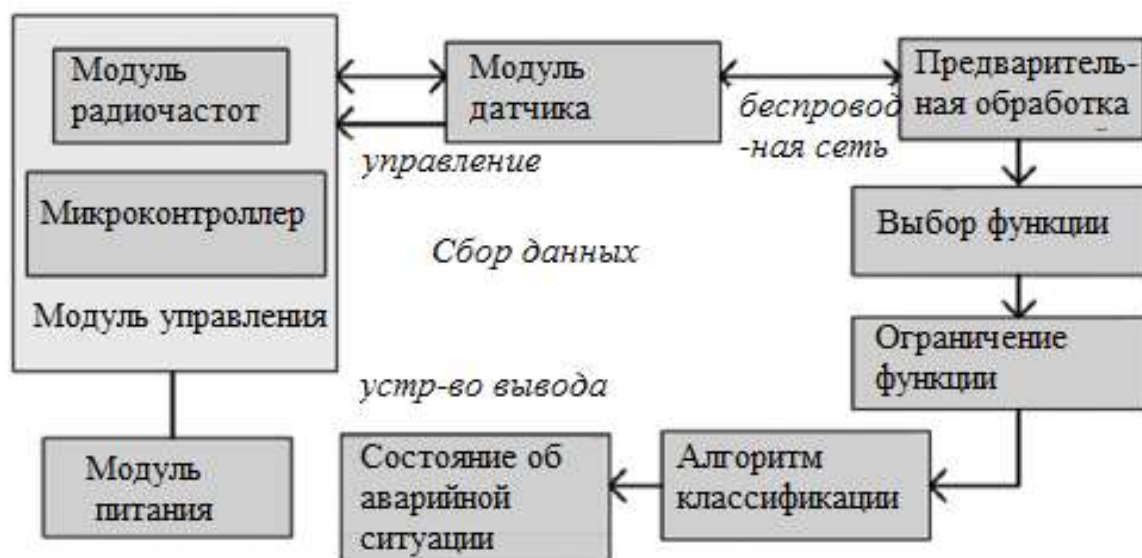 Модуль
радиочастот
Микроконтроллер
Модуль управления
Модуль
питания
Модуль
датчика
управление
беспровод
-ная сеть
Предваритель-
ная обработка
Выбор функции
Ограничение
функции
Сбор данных
устр-во вывода
Алгоритм
классификации
Состояние об
аварийной
ситуации